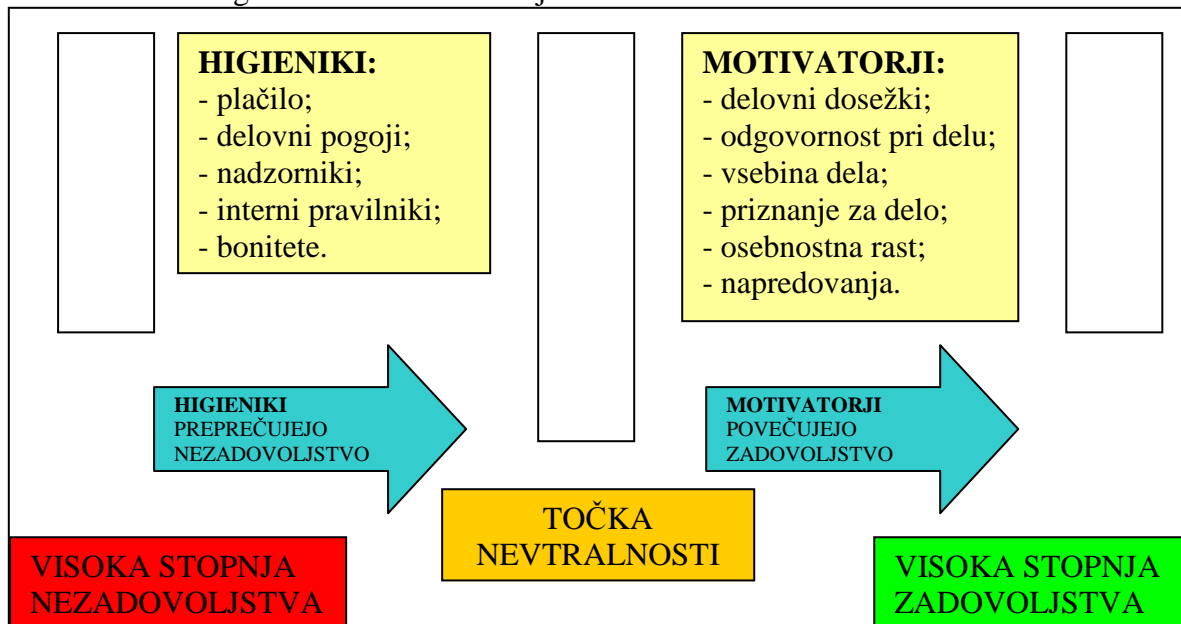 HIGIENIKI:
- plačilo;
- delovni pogoji;
- nadzorniki;
- interni pravilniki;
- bonitete.
MOTIVATORJI:
- delovni dosežki;
- odgovornost pri delu;
- vsebina dela;
- priznanje za delo;
- osebnostna rast;
- napredovanja.
HIGIENIKI
PREPREČUJEJO
NEZADOVOLJSTVO
MOTIVATORJI
POVEČUJEJO
ZADOVOLJSTVO
TOČKA
NEVTRALNOSTI
VISOKA STOPNJA
NEZADOVOLJSTVA
VISOKA STOPNJA
ZADOVOLJSTVA